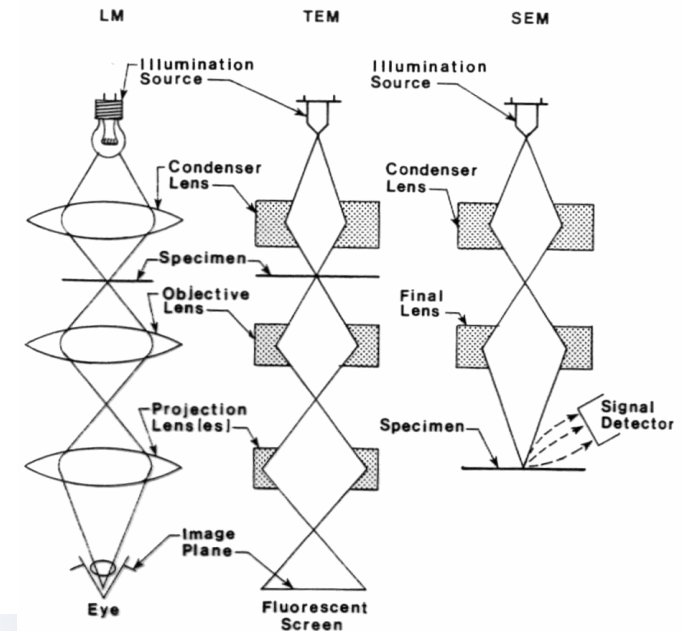 LM
TEM
SEM
Illumination
Source
Illumination
Source
Condenser
Lens
Condenser
Lens
Specimen
Objective
Lens
Final
Lens
Projection
Lens(es)
Signal
Detector
Specimen
Image
Plane
Eye
Fluorescent
Screen